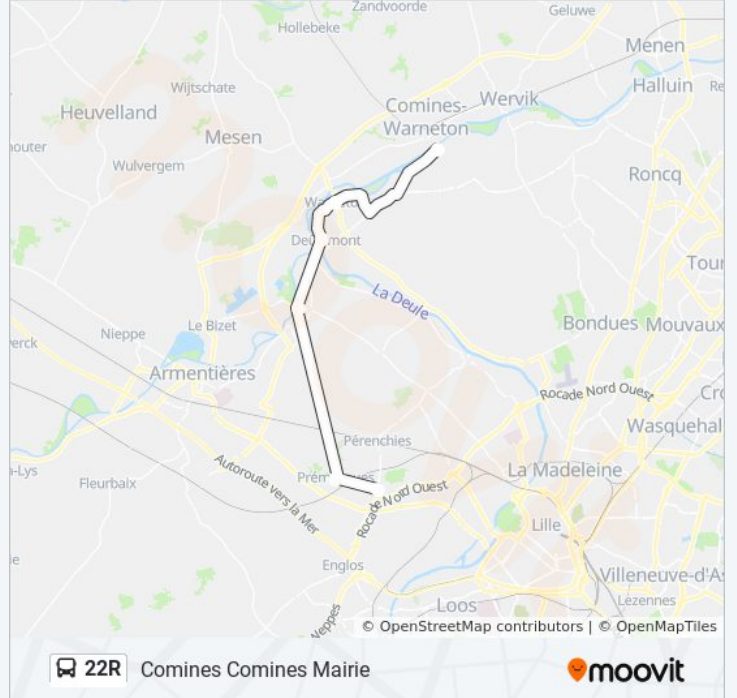 Zandvoorde
Geluwe
Hollebeke
Menen
Wijtschate
Halluin
Comines-
Warneton
Wervik
Heuvelland
Mesen
Wulvergem
Roncq
La Deule
Le Bizet
Nieppe
Bondues
Mouvaux
Armentières
Rocade Nord Ouest
Wasquehal
Pérenchies
La Madeleine
Fleurbaix
Autoroute vers la Mer
Rocade Nord Ouest
Lille
Englos
Villeneuve-d'As
Lezennes
Loos
© OpenStreetMap contributors | © OpenMapTiles
22R Comines Comines Mairie
moovit